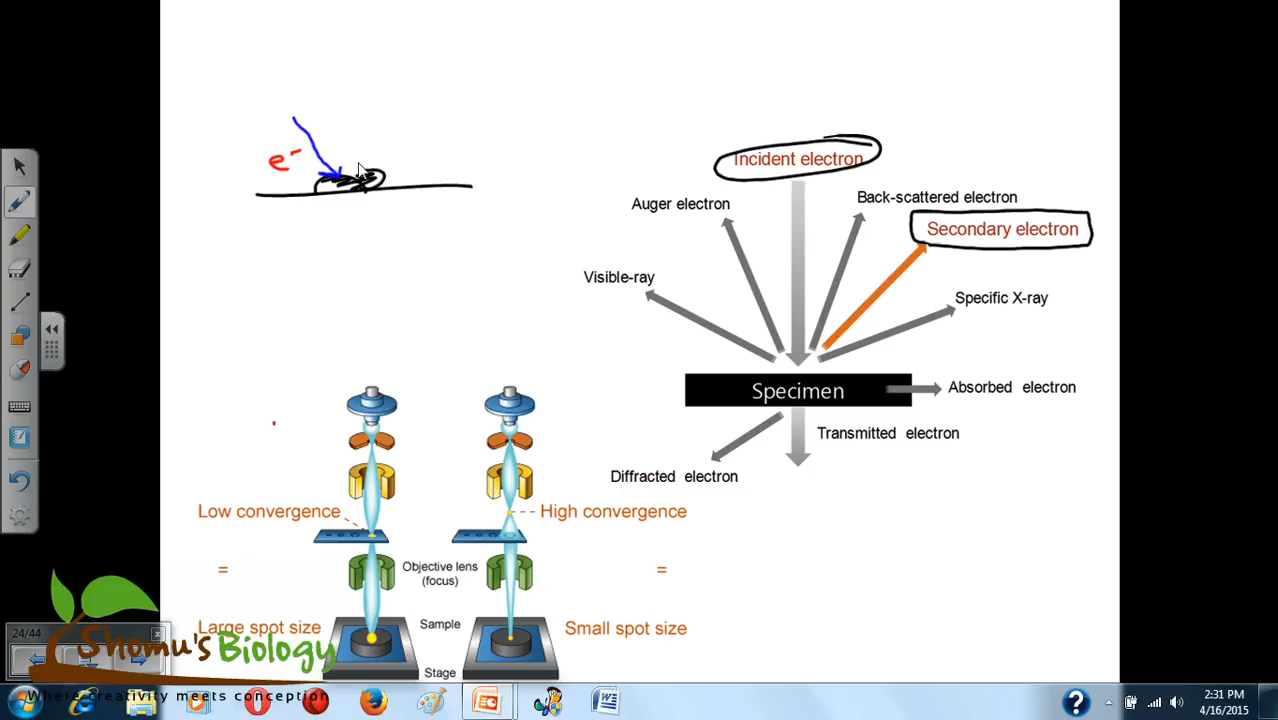 e-
Incident electron
Auger electron
Back-scattered electron
Secondary electron
Visible-ray
Specific X-ray
Specimen
Absorbed electron
Transmitted electron
Diffracted electron
Low convergence
High convergence
Objective lens
(focus)
=
=
Large spot size
Sample
Small spot size
Stage
24/44
Shomu's Biology
Where creativity meets conception
2:31 PM
4/16/2015